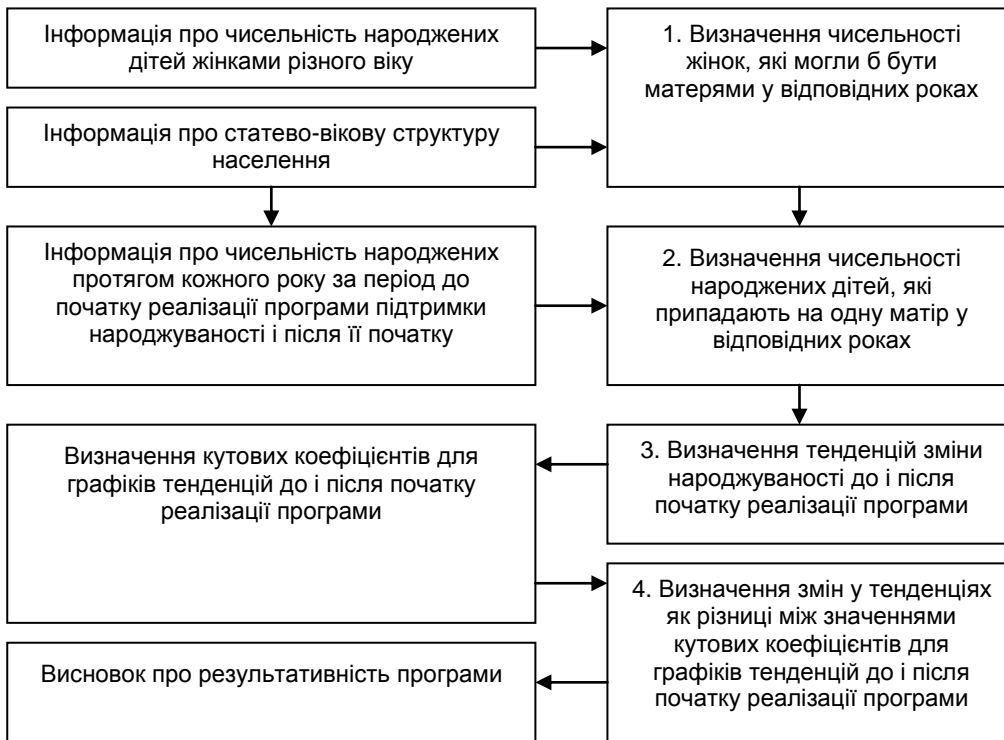 Інформація про чисельність народжених
дітей жінками різного віку
1. Визначення чисельності
жінок, які могли б бути
матерями у відповідних роках
Інформація про статево-вікову структуру
населення
Інформація про чисельність народжених
протягом кожного року за період до
початку реалізації програми підтримки
народжуваності і після її початку
2. Визначення чисельності
народжених дітей, які
припадають на одну матір у
відповідних роках
3. Визначення тенденцій зміни
народжуваності до і після
початку реалізації програми
Визначення кутових коефіцієнтів для
графіків тенденцій до і після початку
реалізації програми
4. Визначення змін у тенденціях
як різниці між значеннями
кутових коефіцієнтів для
графіків тенденцій до і після
початку реалізації програми
Висновок про результативність програми